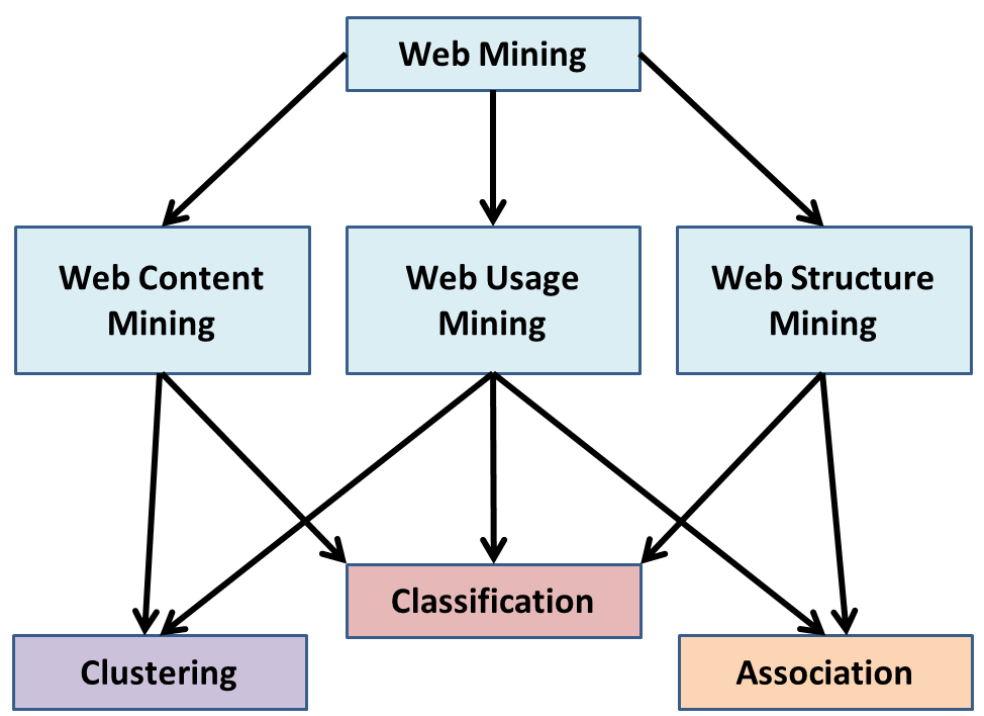 Web Mining
Web Content
Mining
Web Usage
Mining
Web Structure
Mining
Classification
Clustering
Association